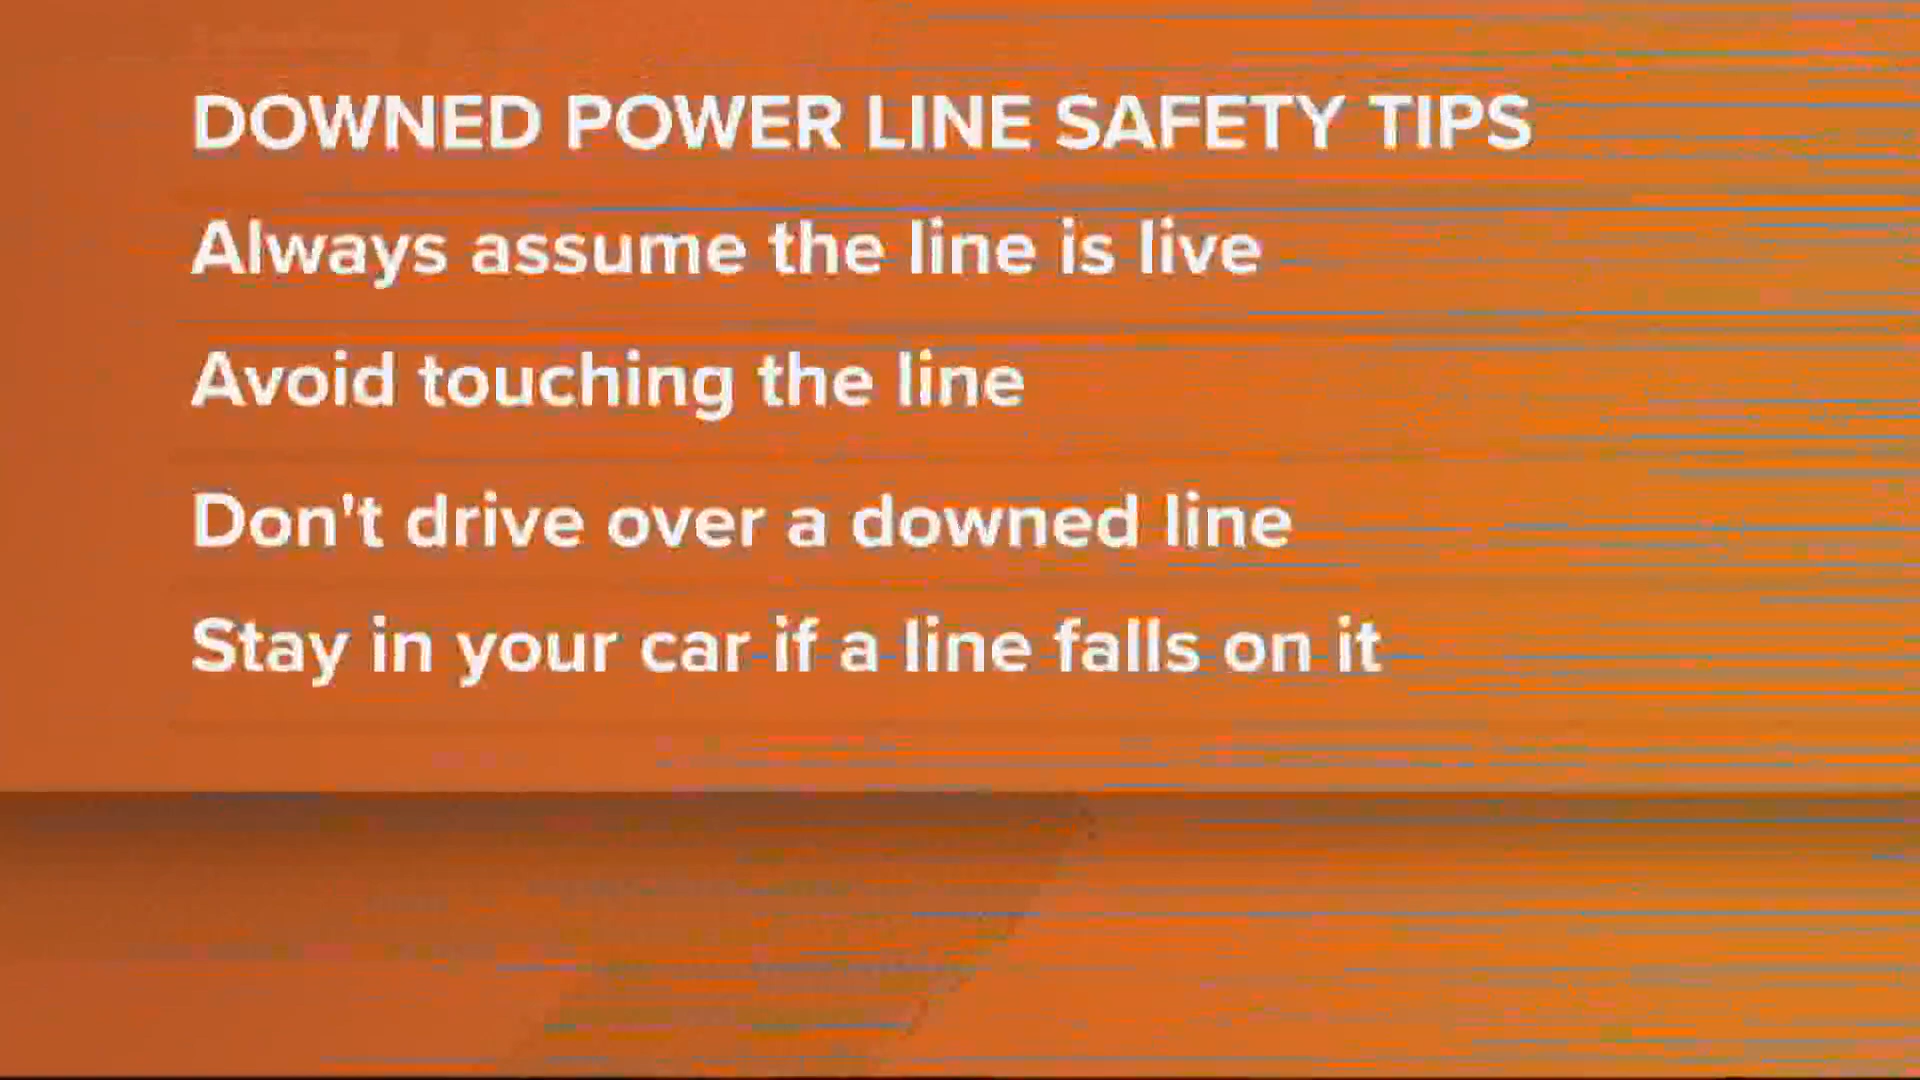 DOWNED POWER LINE SAFETY TIPS
Always assume the line is live
Avoid touching the line
Don't drive over a downed line
Stay in your car if a line falls on it